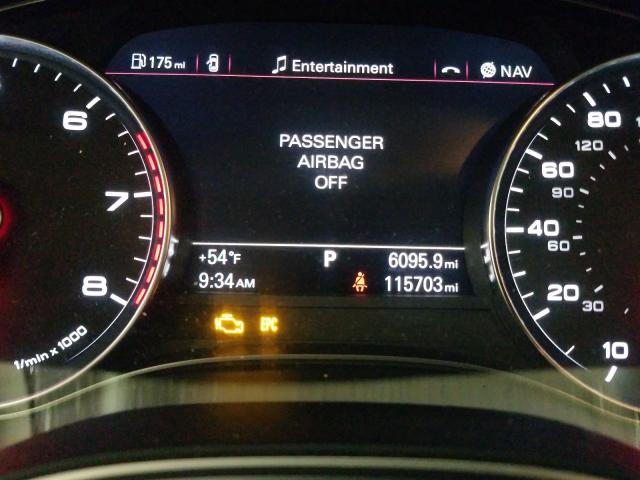 175 mi Entertainment NAV
PASSENGER
AIRBAG
OFF
+54°F P 6095.9 mi
9:34 AM 115703 mi
EPC
6
7
8
1/min x 1000
80
120
60
90
40
60
20
30
10